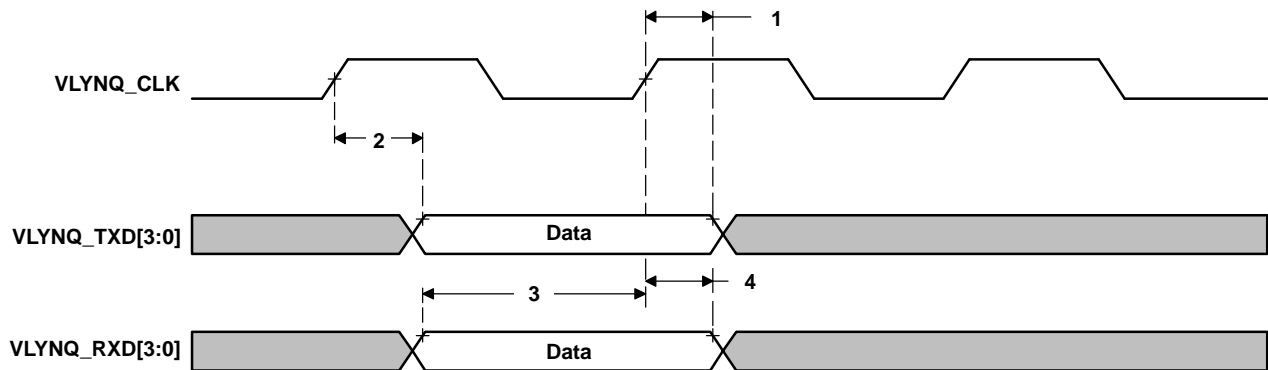 1
VLYNQ_CLK
2
VLYNQ_TXD[3:0]
Data
3
4
VLYNQ_RXD[3:0]
Data